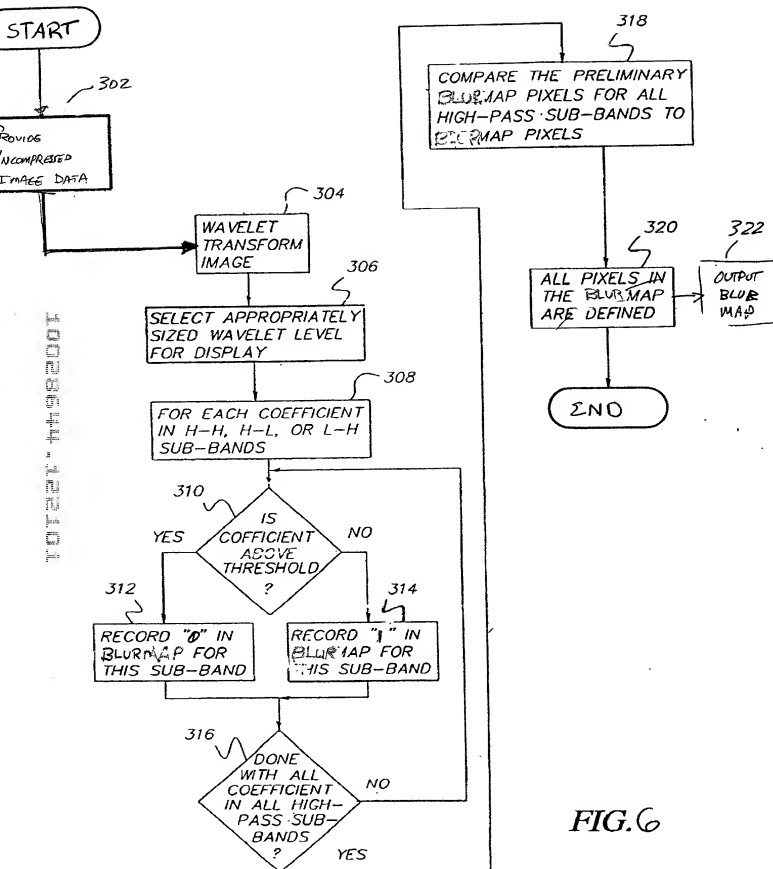 START
302
PROVIDE
UNCOMPRESSED
IMAGE DATA
304
WAVELET
TRANSFORM
IMAGE
306
SELECT APPROPRIATELY
SIZED WAVELET LEVEL
FOR DISPLAY
308
FOR EACH COEFFICIENT
IN H-H, H-L, OR L-H
SUB-BANDS
310
IS
COFFICIENT
ABOVE
THRESHOLD
?
YES
NO
312
RECORD "0" IN
BLURMAP FOR
THIS SUB-BAND
314
RECORD "1" IN
BLURMAP FOR
THIS SUB-BAND
316
DONE
WITH ALL
COEFFICIENT
IN ALL HIGH-
PASS-SUB-
BANDS
?
NO
YES
318
COMPARE THE PRELIMINARY
BLURMAP PIXELS FOR ALL
HIGH-PASS-SUB-BANDS TO
BLURMAP PIXELS
320
ALL PIXELS IN
THE BLURMAP
ARE DEFINED
322
OUTPUT
BLUR
MAP
END
FIG.6
10028644.122101